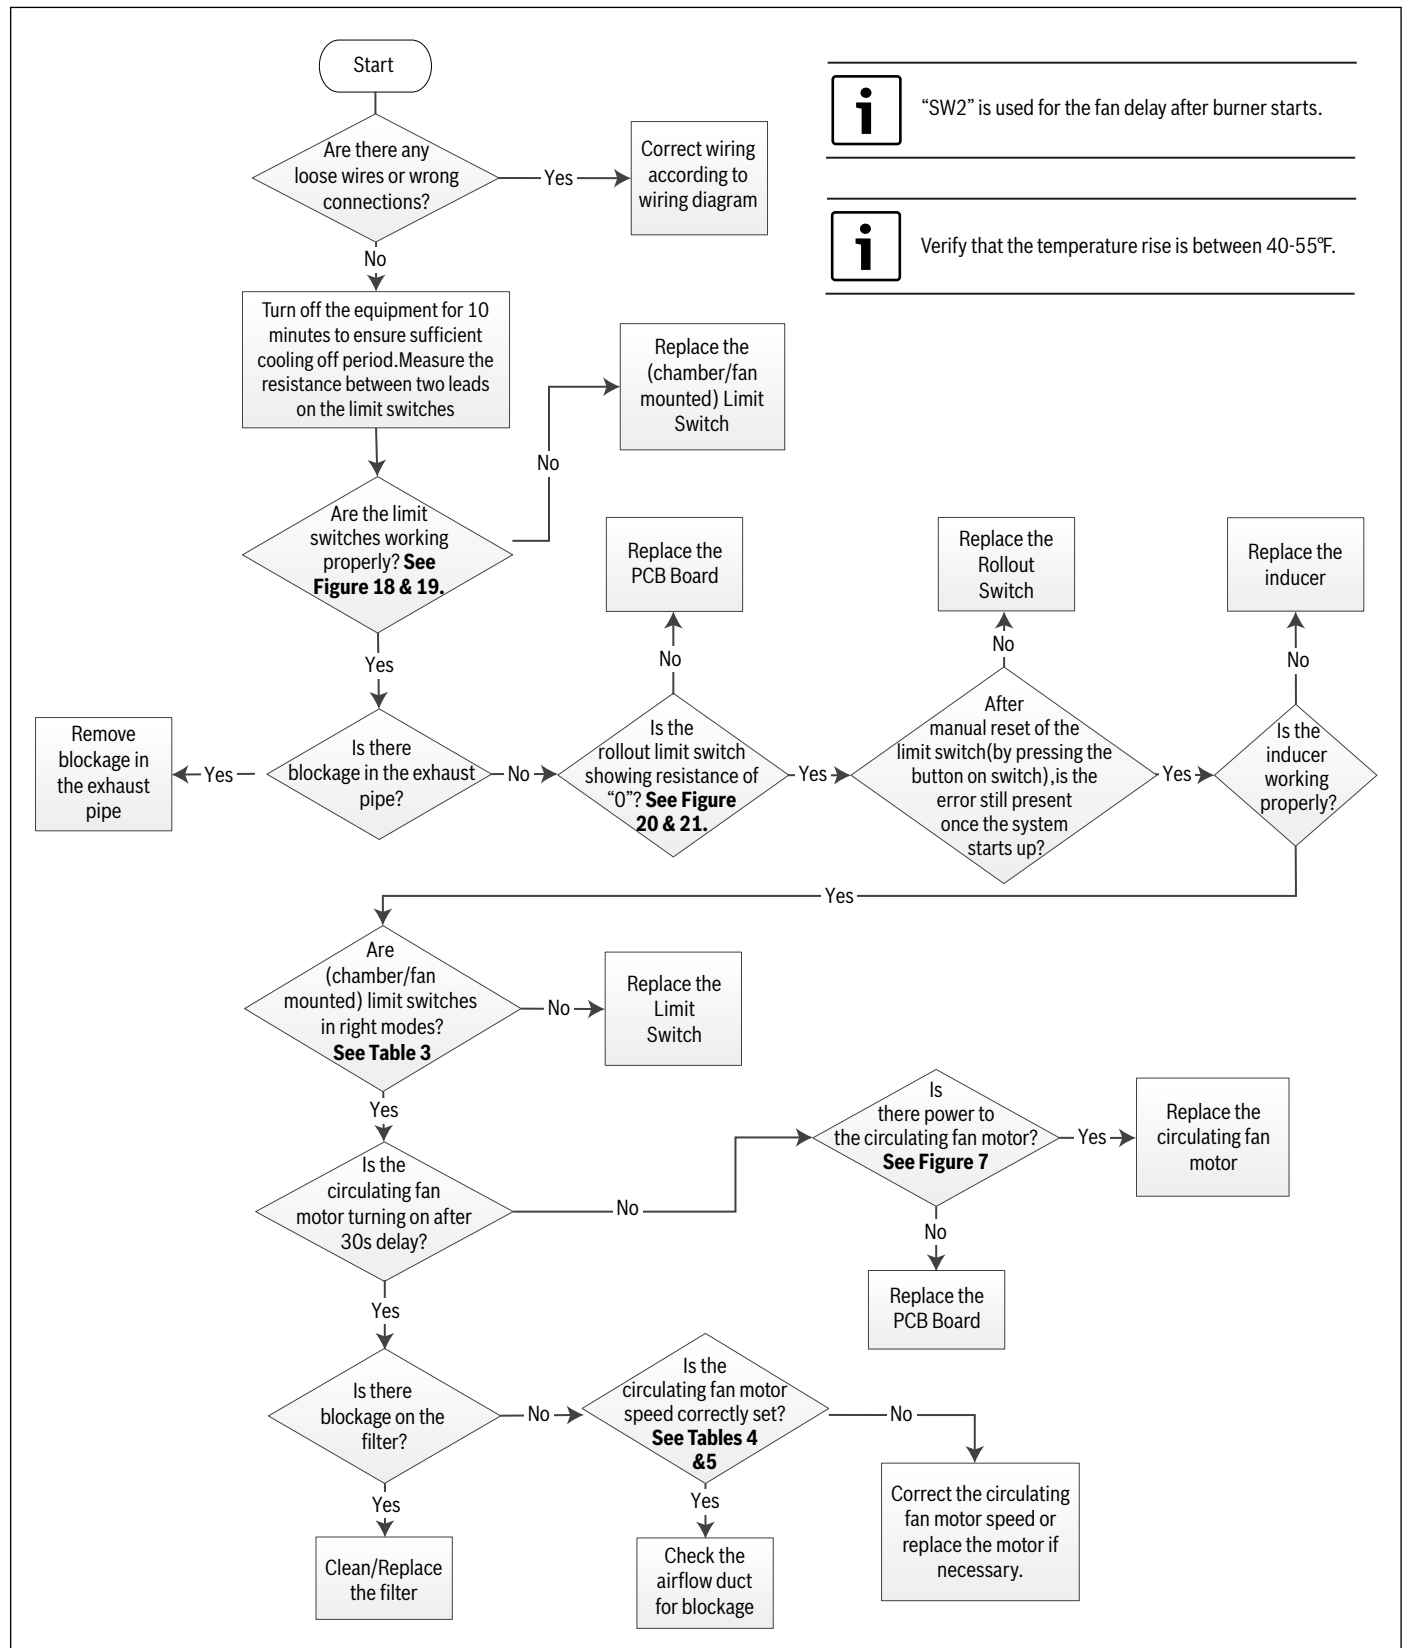 Start
"SW2" is used for the fan delay after burner starts.
Are there any
loose wires or wrong
connections?
Yes
Correct wiring
according to
wiring diagram
Verify that the temperature rise is between 40-55°F.
No
Turn off the equipment for 10
minutes to ensure sufficient
cooling off period.Measure the
resistance between two leads
on the limit switches
Replace the
(chamber/fan
mounted) Limit
Switch
No
Are the limit
switches working
properly? See
Figure 18 & 19.
Replace the
PCB Board
Replace the
Rollout
Switch
Replace the
inducer
Yes
No
No
No
Remove
blockage in
the exhaust
pipe
Yes
Is there
blockage in the exhaust
pipe?
No
Is the
rollout limit switch
showing resistance of
"0"? See Figure
20 & 21.
Yes
After
manual reset of the
limit switch(by pressing the
button on switch),is the
error still present
once the system
starts up?
Yes
Is the
inducer
working
properly?
Yes
Are
(chamber/fan
mounted) limit switches
in right modes?
See Table 3
No
Replace the
Limit
Switch
Yes
Is
there power to
the circulating fan motor?
See Figure 7
Yes
Replace the
circulating fan
motor
Is the
circulating fan
motor turning on after
30s delay?
No
No
Replace the
PCB Board
Yes
Is there
blockage on the
filter?
No
Is the
circulating fan motor
speed correctly set?
See Tables 4
&5
No
Correct the circulating
fan motor speed or
replace the motor if
necessary.
Yes
Yes
Clean/Replace
the filter
Check the
airflow duct
for blockage